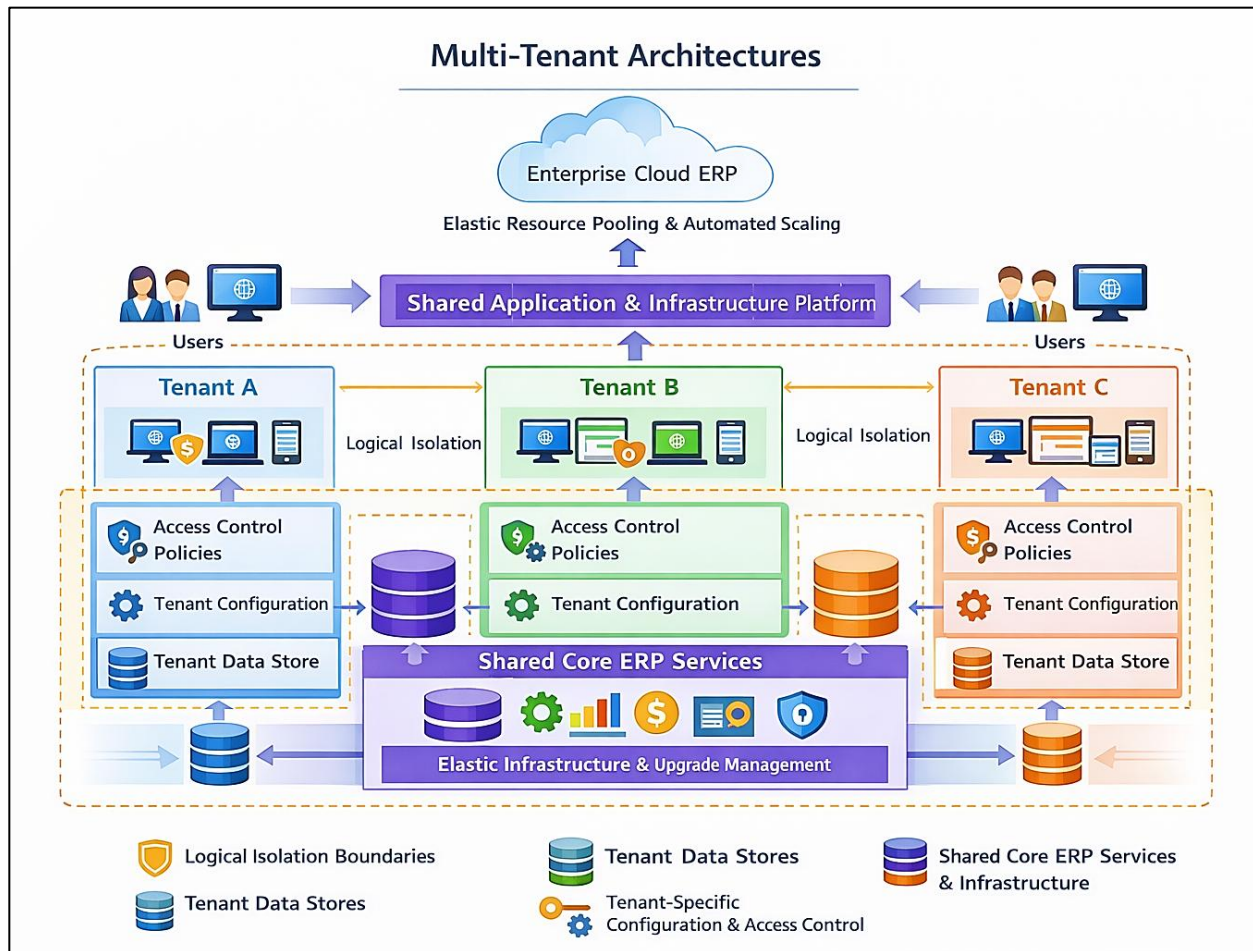 Multi-Tenant Architectures
Enterprise Cloud ERP
Elastic Resource Pooling & Automated Scaling
Shared Application & Infrastructure Platform
Users
Users
Tenant A
Tenant B
Tenant C
$
O
Logical Isolation
Logical Isolation
Access Control
Policies
Access Control
Policies
$
Access Control
Policies
$
Tenant Configuration
Tenant Configuration
Tenant Configuration
Tenant Data Store
Shared Core ERP Services
Tenant Data Store
$
Elastic Infrastructure & Upgrade Management
Logical Isolation Boundaries
Tenant Data Stores
Shared Core ERP Services
& Infrastructure
Tenant Data Stores
Tenant-Specific
Configuration & Access Control